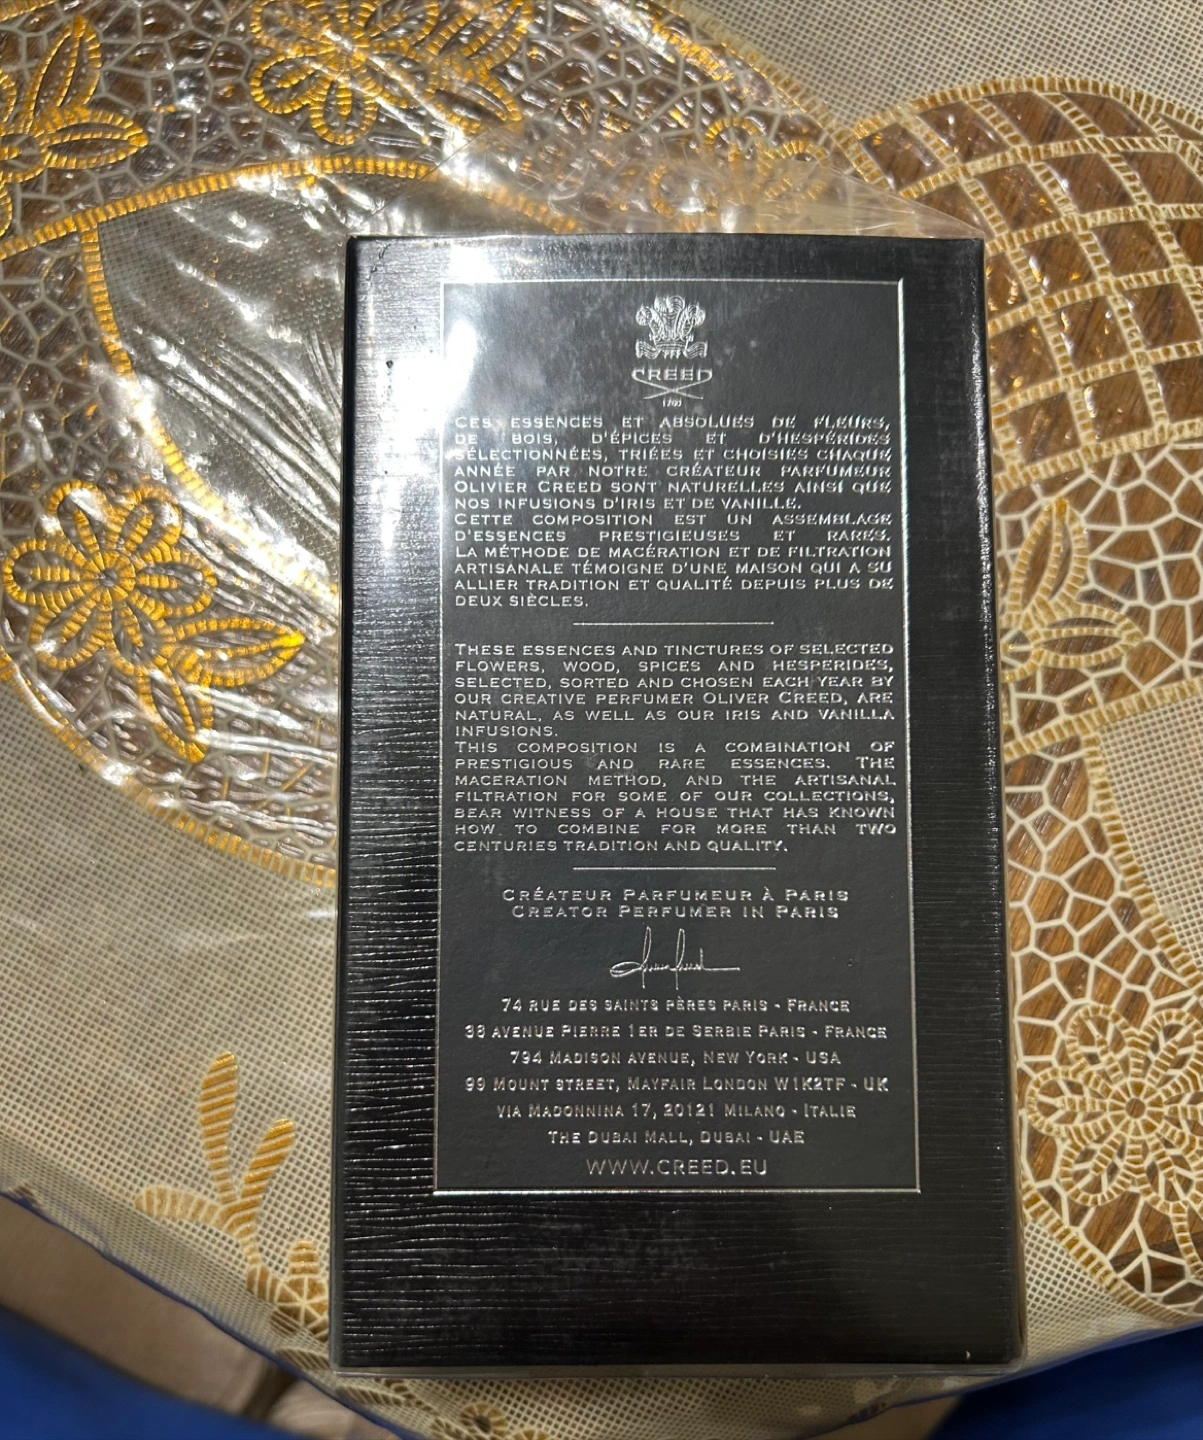 CREED
1760
CES ESSENCES ET ABSOLUES DE FLEURS,
DE BOIS, D'ÉPICES ET D'HESPÉRIDES
SÉLECTIONNÉES, TRIÉES ET CHOISIES CHAQUE
ANNÉE PAR NOTRE CRÉATEUR PARFUMEUR
OLIVIER CREED SONT NATURELLES AINSI QUE
NOS INFUSIONS D'IRIS ET DE VANILLE.
CETTE COMPOSITION EST UN ASSEMBLAGE
D'ESSENCES PRESTIGIEUSES ET RARES.
LA MÉTHODE DE MACÉRATION ET DE FILTRATION
ARTISANALE TÉMOIGNE D'UNE MAISON QUI A SU
ALLIER TRADITION ET QUALITÉ DEPUIS PLUS DE
DEUX SIÈCLES.
THESE ESSENCES AND TINCTURES OF SELECTED
FLOWERS, WOOD, SPICES AND HESPERIDES,
SELECTED, SORTED AND CHOSEN EACH YEAR BY
OUR CREATIVE PERFUMER OLIVER CREED, ARE
NATURAL, AS WELL AS OUR IRIS AND VANILLA
INFUSIONS.
THIS COMPOSITION IS A COMBINATION OF
PRESTIGIOUS AND RARE ESSENCES. THE
MACERATION METHOD, AND THE ARTISANAL
FILTRATION FOR SOME OF OUR COLLECTIONS,
BEAR WITNESS OF A HOUSE THAT HAS KNOWN
HOW TO COMBINE FOR MORE THAN TWO
CENTURIES TRADITION AND QUALITY.
CRÉATEUR PARFUMEUR À PARIS
CREATOR PERFUMER IN PARIS
74 RUE DES SAINTS PÈRES PARIS - FRANCE
38 AVENUE PIERRE 1ER DE SERBIE PARIS - FRANCE
794 MADISON AVENUE, NEW YORK - USA
99 MOUNT STREET, MAYFAIR LONDON W1K2TF - UK
VIA MADONNINA 17, 20121 MILANO - ITALIE
THE DUBAI MALL, DUBAI - UAE
WWW.CREED.EU